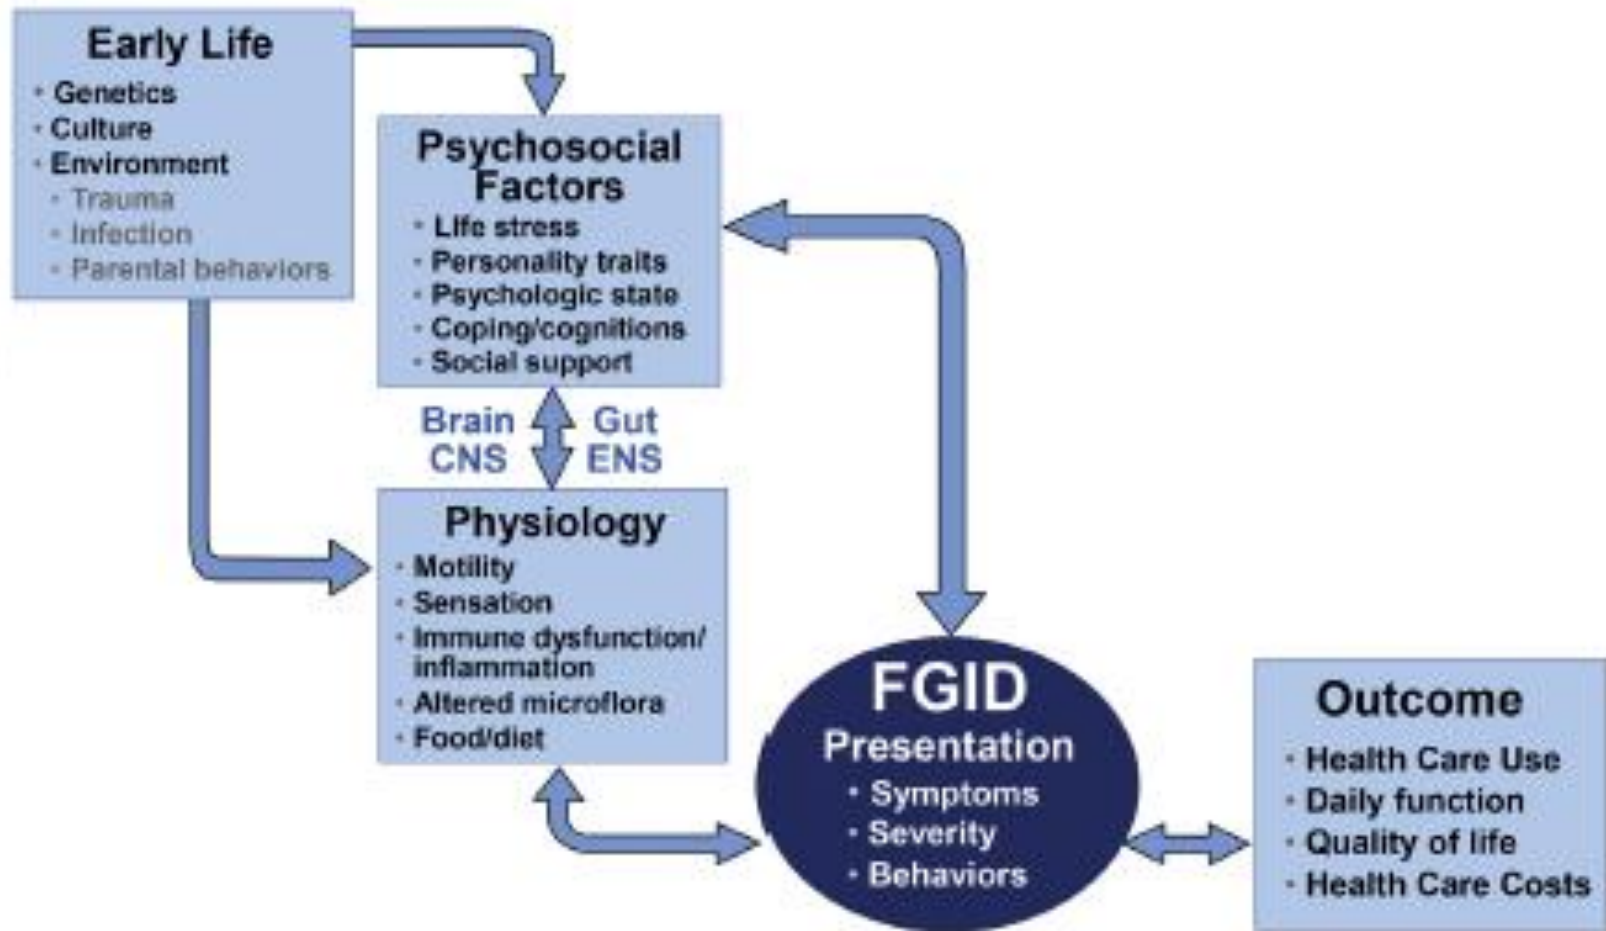 Early Life
• Genetics
• Culture
• Environment
• Trauma
• Infection
• Parental behaviors
Psychosocial
Factors
• Life stress
• Personality traits
• Psychologic state
• Coping/cognitions
• Social support
Brain Gut
CNS ENS
Physiology
• Motility
• Sensation
• Immune dysfunction/
inflammation
• Altered microflora
• Food/diet
FGID
Presentation
• Symptoms
• Severity
• Behaviors
Outcome
• Health Care Use
• Daily function
• Quality of life
• Health Care Costs